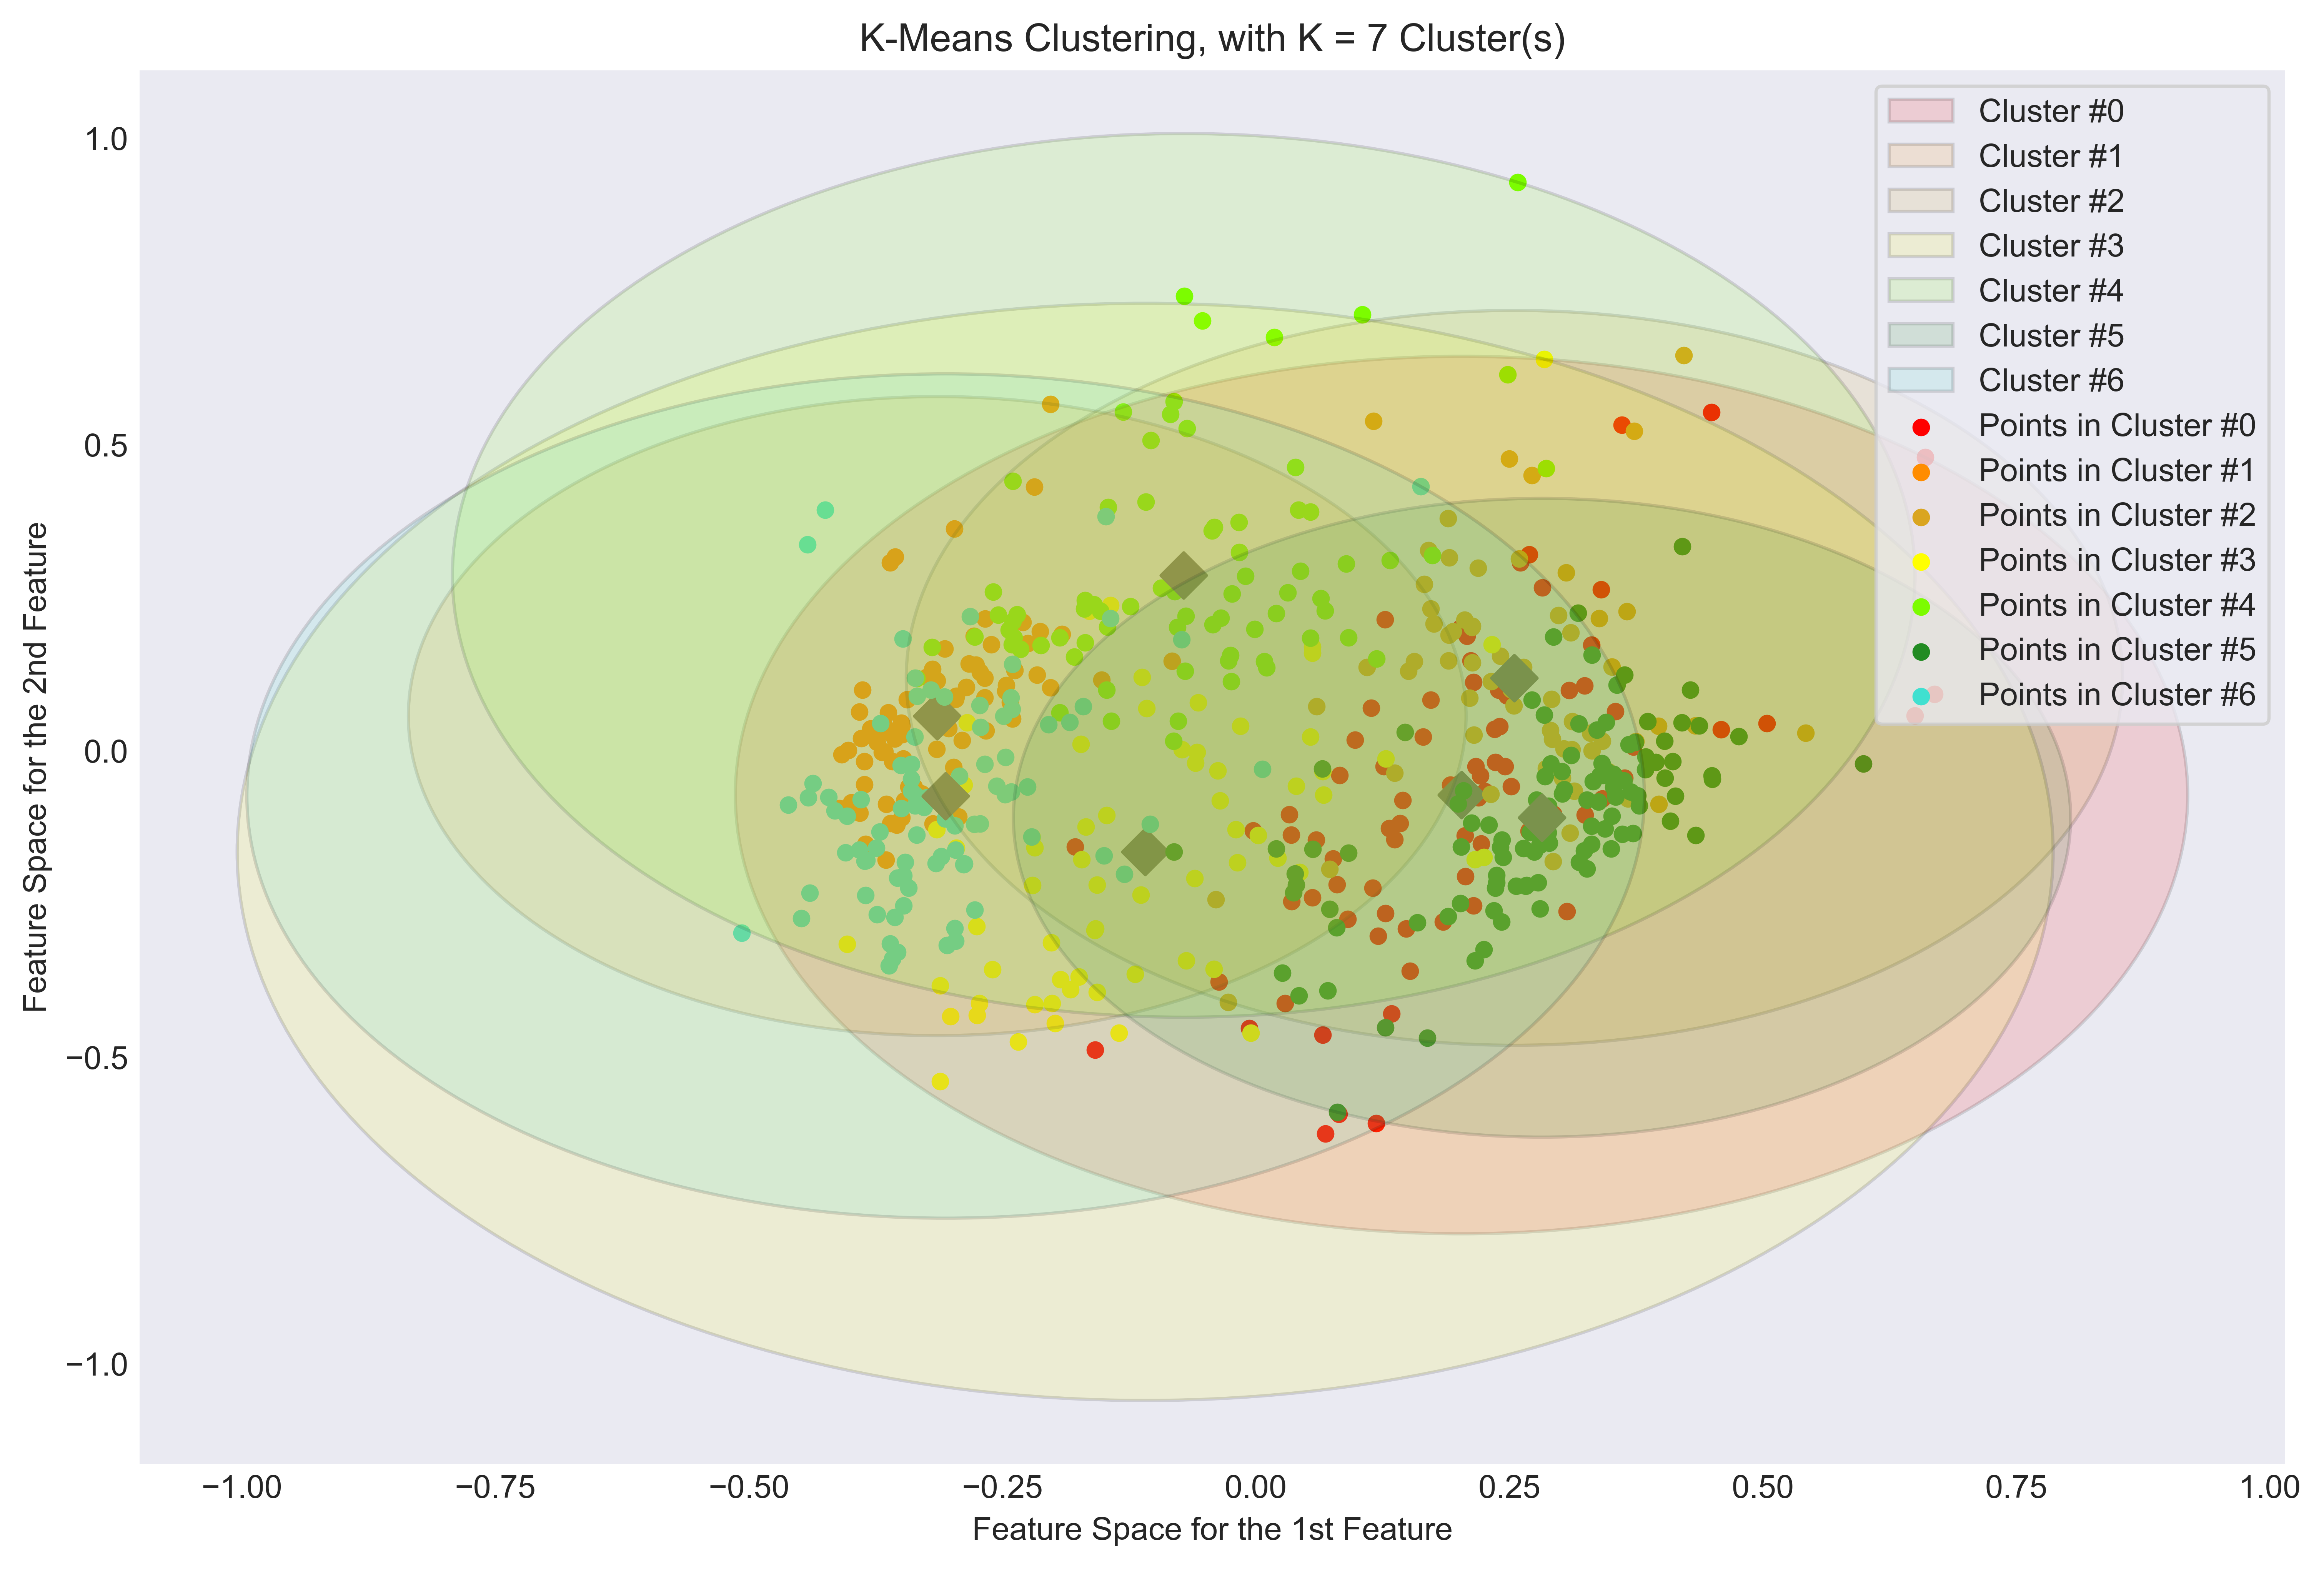 K-Means Clustering, with K = 7 Cluster(s)
Cluster #0
Cluster #1
Cluster #2
Cluster #3
Cluster #4
Cluster #5
Cluster #6
Points in Cluster #0
Points in Cluster #1
Points in Cluster #2
Points in Cluster #3
Points in Cluster #4
Points in Cluster #5
Points in Cluster #6
Feature Space for the 2nd Feature
1.0
0.5
0.0
−0.5
−1.0
−1.00 −0.75 −0.50 −0.25 0.00 0.25 0.50 0.75 1.00
Feature Space for the 1st Feature